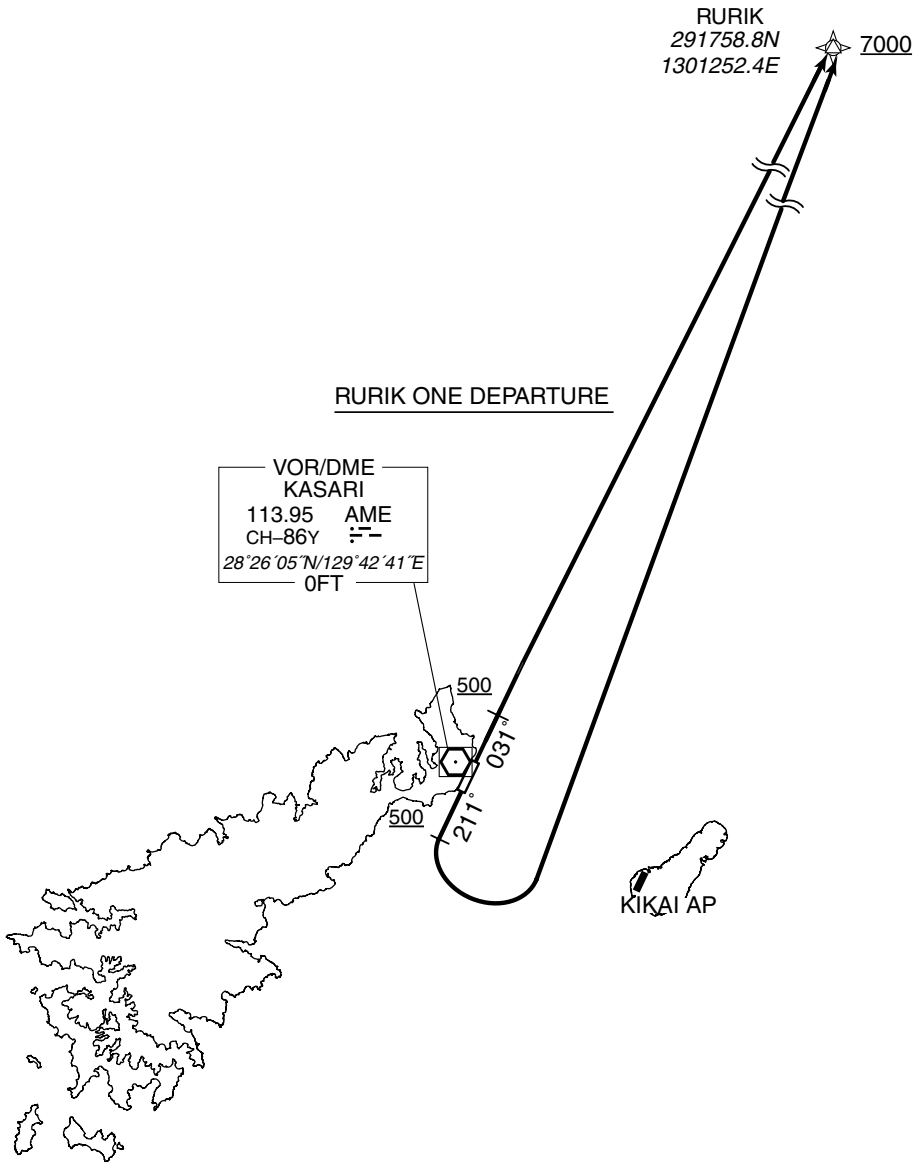 RURIK
291758.8N
1301252.4E
7000
RURIK ONE DEPARTURE
VOR/DME
KASARI
113.95 AME
CH–86Y
28°26´05˝N/129°42´41˝E
0FT
500
031°
500
211°
KIKAI AP